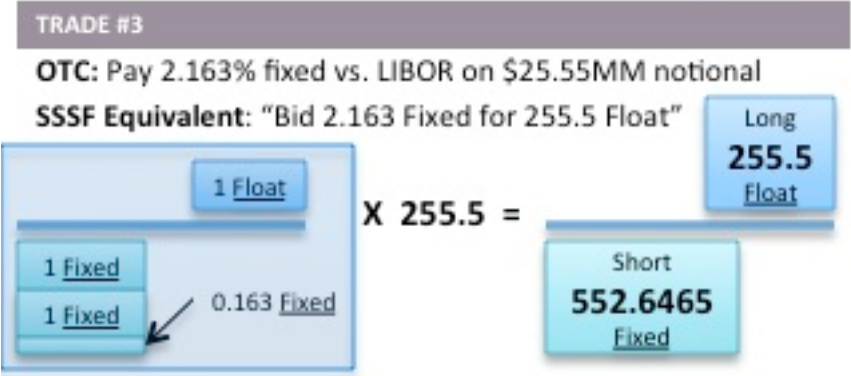 TRADE #3
OTC: Pay 2.163% fixed vs. LIBOR on $25.55MM notional
SSSF Equivalent: “Bid 2.163 Fixed for 255.5 Float”
1 Float
1 Fixed
1 Fixed
0.163 Fixed
X 255.5 =
Long
255.5
Float
Short
552.6465
Fixed